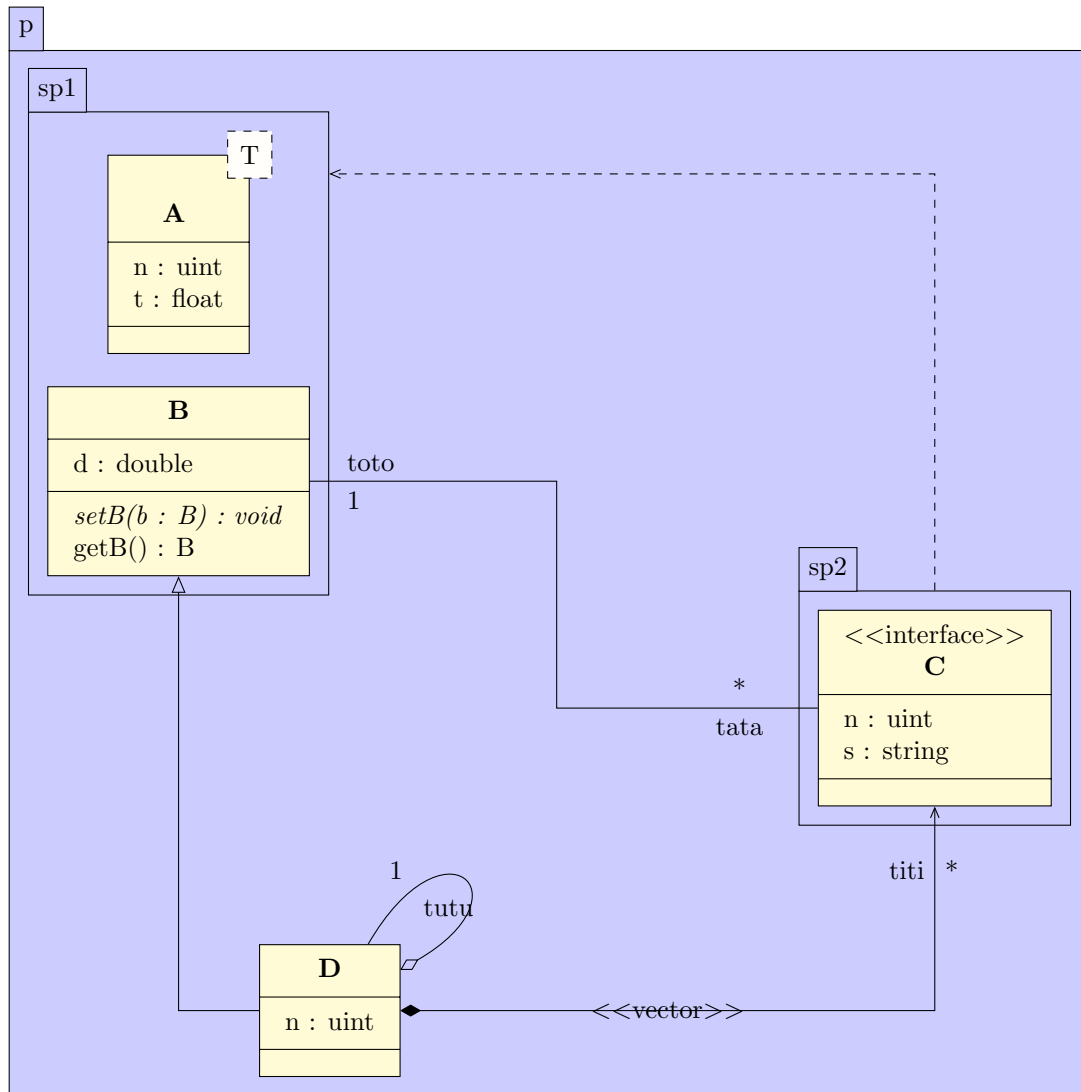 p
sp1
T
A
n : uint
t : float
B
d : double
setB(b : B) : void
getB() : B
toto
1
sp2
<<interface>>
C
n : uint
s : string
*
tata
titi
*
1
tutu
D
n : uint
<<vector>>